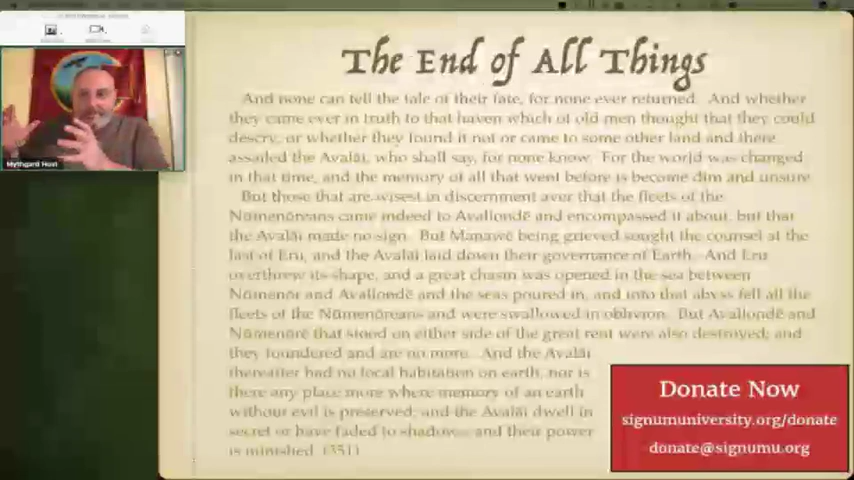 The End of All Things
And none can tell the tale of their fate, for none ever returned. And whether
they came ever in truth to that haven which of old men thought that they could
descry, or whether they found it not or came to some other land and there
assailed the Avalāi, who shall say, for none know. For the world was changed
in that time, and the memory of all that went before is become dim and unsure.
But those that are wisest in discernment aver that the fleets of the
Númenóreans came indeed to Avallondē and encompassed it about, but that
the Avalāi made no sign. But Manawë being grieved sought the counsel at the
last of Eru, and the Avalāi laid down their governance of Earth. And Eru
overthrew its shape, and a great chasm was opened in the sea between
Númenor and Avallondē and the seas poured in, and into that abyss fell all the
fleets of the Númenóreans and were swallowed in oblivion. But Avallondē and
Númenórë that stood on either side of the great rent were also destroyed; and
they foundered and are no more. And the Avalāi
thereafter had no local habitation on earth, nor is
there any place more where memory of an earth
without evil is preserved; and the Avalāi dwell in
secret or have faded to shadows, and their power
is minished. (351)
Mythgard Host
Donate Now
signumuniversity.org/donate
donate@signumu.org